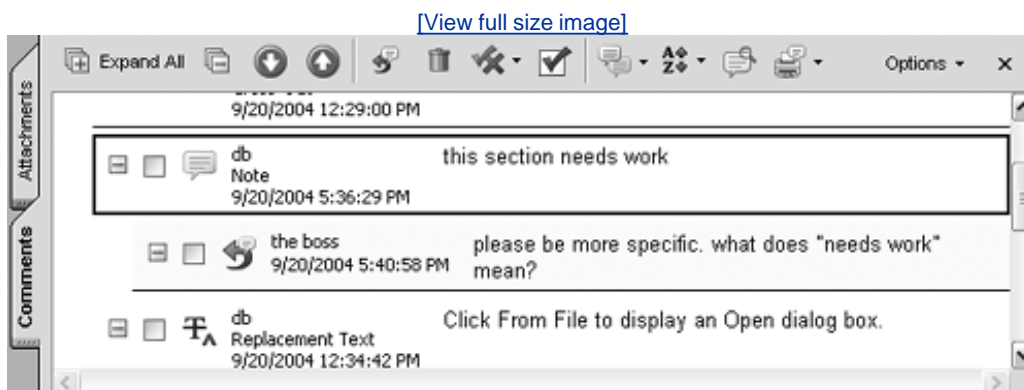 [View full size image]
Expand All
Options
Attachments
Comments
9/20/2004 12:29:00 PM
db
Note
9/20/2004 5:36:29 PM
this section needs work
the boss
9/20/2004 5:40:58 PM
please be more specific. what does "needs work"
mean?
db
Replacement Text
9/20/2004 12:34:42 PM
Click From File to display an Open dialog box.